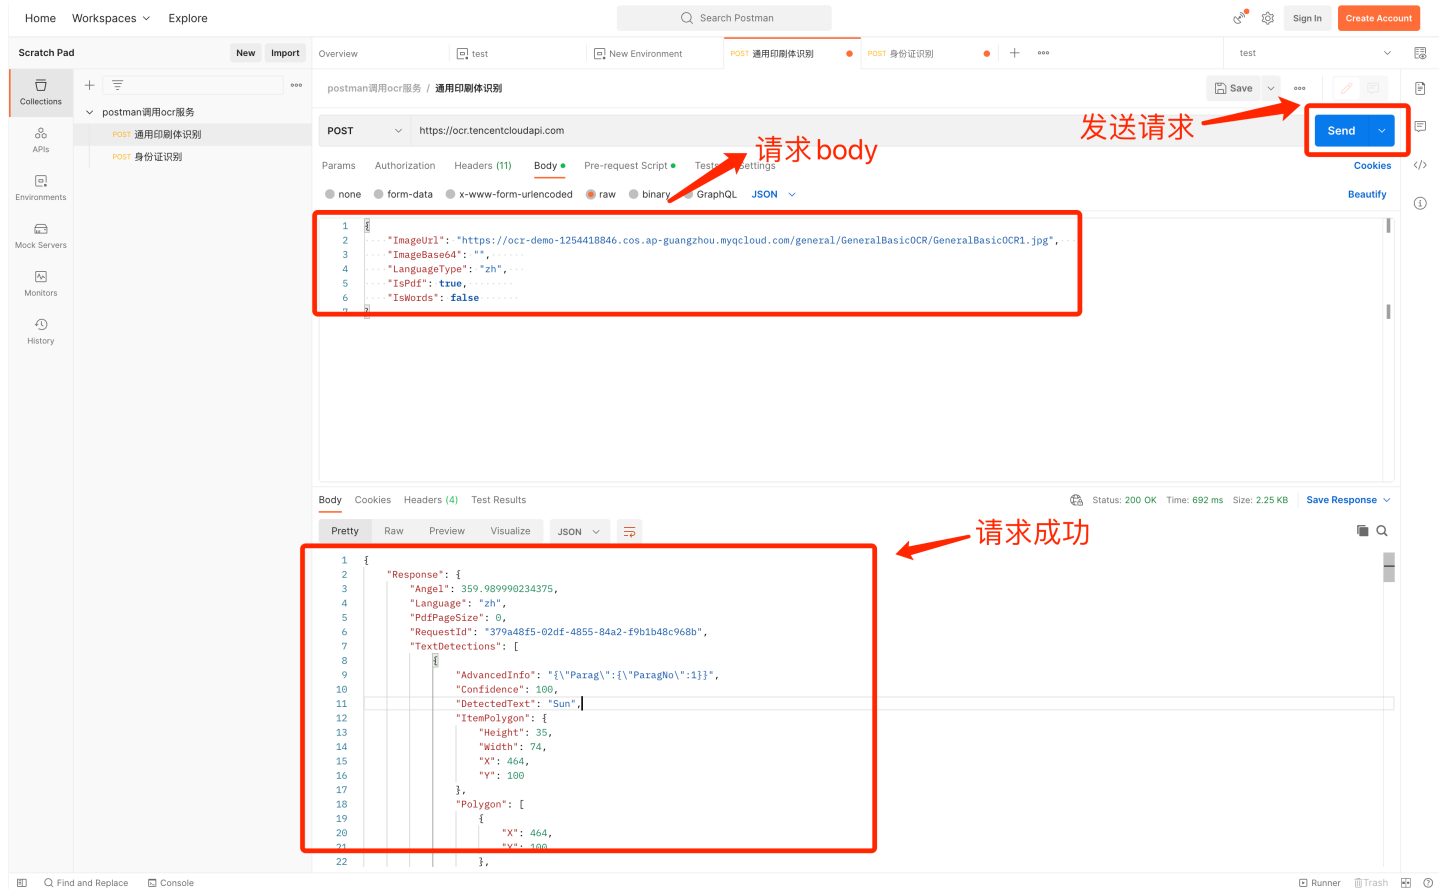 Home Workspaces Explore
Search Postman
Sign In Create Account
Scratch Pad New Import
Overview test New Environment POST 通用印刷体识别 POST 身份证识别 test
Collections
APIs
Environments
Mock Servers
Monitors
History
postman调用ocr服务
POST 通用印刷体识别
POST 身份证识别
postman调用ocr服务 / 通用印刷体识别
Save
发送请求
POST https://ocr.tencentcloudapi.com
Send
请求body
Params Authorization Headers (11) Body Pre-request Script Tests Settings Cookies
none form-data x-www-form-urlencoded raw binary GraphQL JSON Beautify
1 {
2 "ImageUrl": "https://ocr-demo-1254418846.cos.ap-guangzhou.myqcloud.com/general/GeneralBasicOCR/GeneralBasicOCR1.jpg",
3 "ImageBase64": "",
4 "LanguageType": "zh",
5 "IsPdf": true,
6 "IsWords": false
7 }
Body Cookies Headers (4) Test Results
Status: 200 OK Time: 692 ms Size: 2.25 KB Save Response
Pretty Raw Preview Visualize JSON
请求成功
1 {
2 "Response": {
3 "Angel": 359.989990234375,
4 "Language": "zh",
5 "PdfPageSize": 0,
6 "RequestId": "379a48f5-02df-4855-84a2-f9b1b48c968b",
7 "TextDetections": [
8 {
9 "AdvancedInfo": "{\"Parag\":{\"ParagNo\":1}}",
10 "Confidence": 100,
11 "DetectedText": "Sun",
12 "ItemPolygon": {
13 "Height": 35,
14 "Width": 74,
15 "X": 464,
16 "Y": 100
17 },
18 "Polygon": [
19 {
20 "X": 464,
21 "Y": 100
22 },
Find and Replace Console
Runner Trash